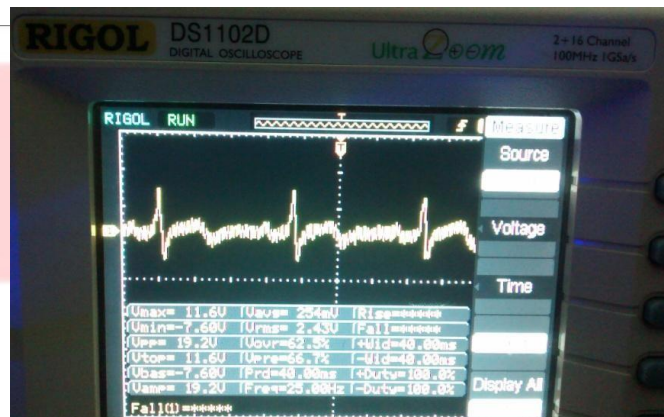 RIGOL DS1102D
DIGITAL OSCILLOSCOPE
Ultra Zoom
2+16 Channel
100MHz 1GSa/s
RIGOL RUN
T
Measure
Source
Voltage
Time
Display All
Vmax= 11.6V Vavg= 254mV Rise=*****
Vmin=-7.60V Vrms= 2.43V Fall=*****
Vpp= 19.2V Vovr=62.5% +Wid=40.00ms
Vtop= 11.6V Vpre=66.7% -Wid=40.00ms
Vbas=-7.60V Prd=40.00ms +Duty=100.0%
Vamp= 19.2V Freq=25.00Hz -Duty=100.0%
Fall(1)=*****